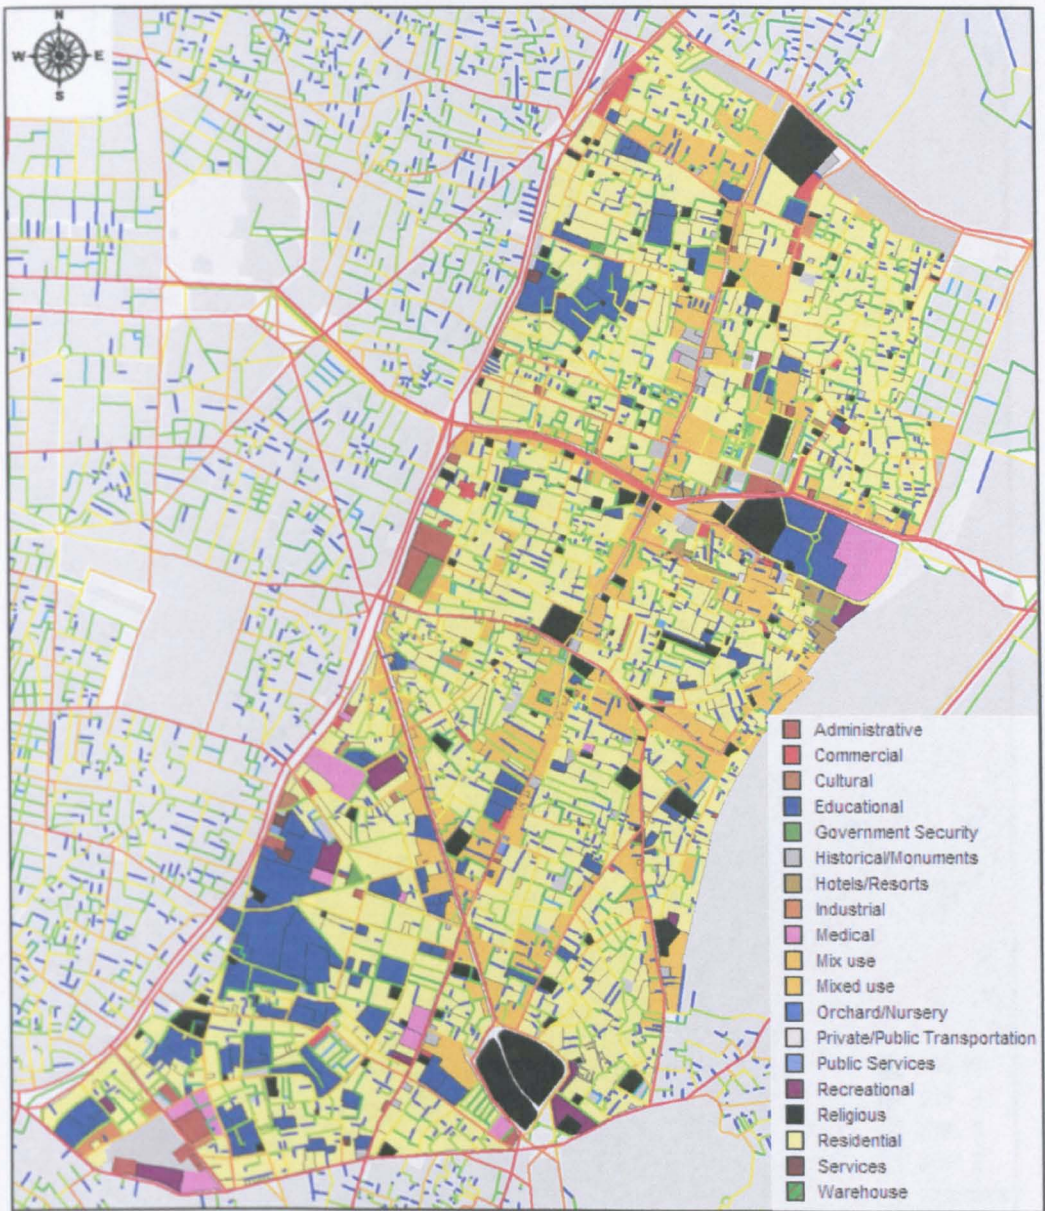 N
W E
S
Administrative
Commercial
Cultural
Educational
Government Security
Historical/Monuments
Hotels/Resorts
Industrial
Medical
Mix use
Mixed use
Orchard/Nursery
Private/Public Transportation
Public Services
Recreational
Religious
Residential
Services
Warehouse